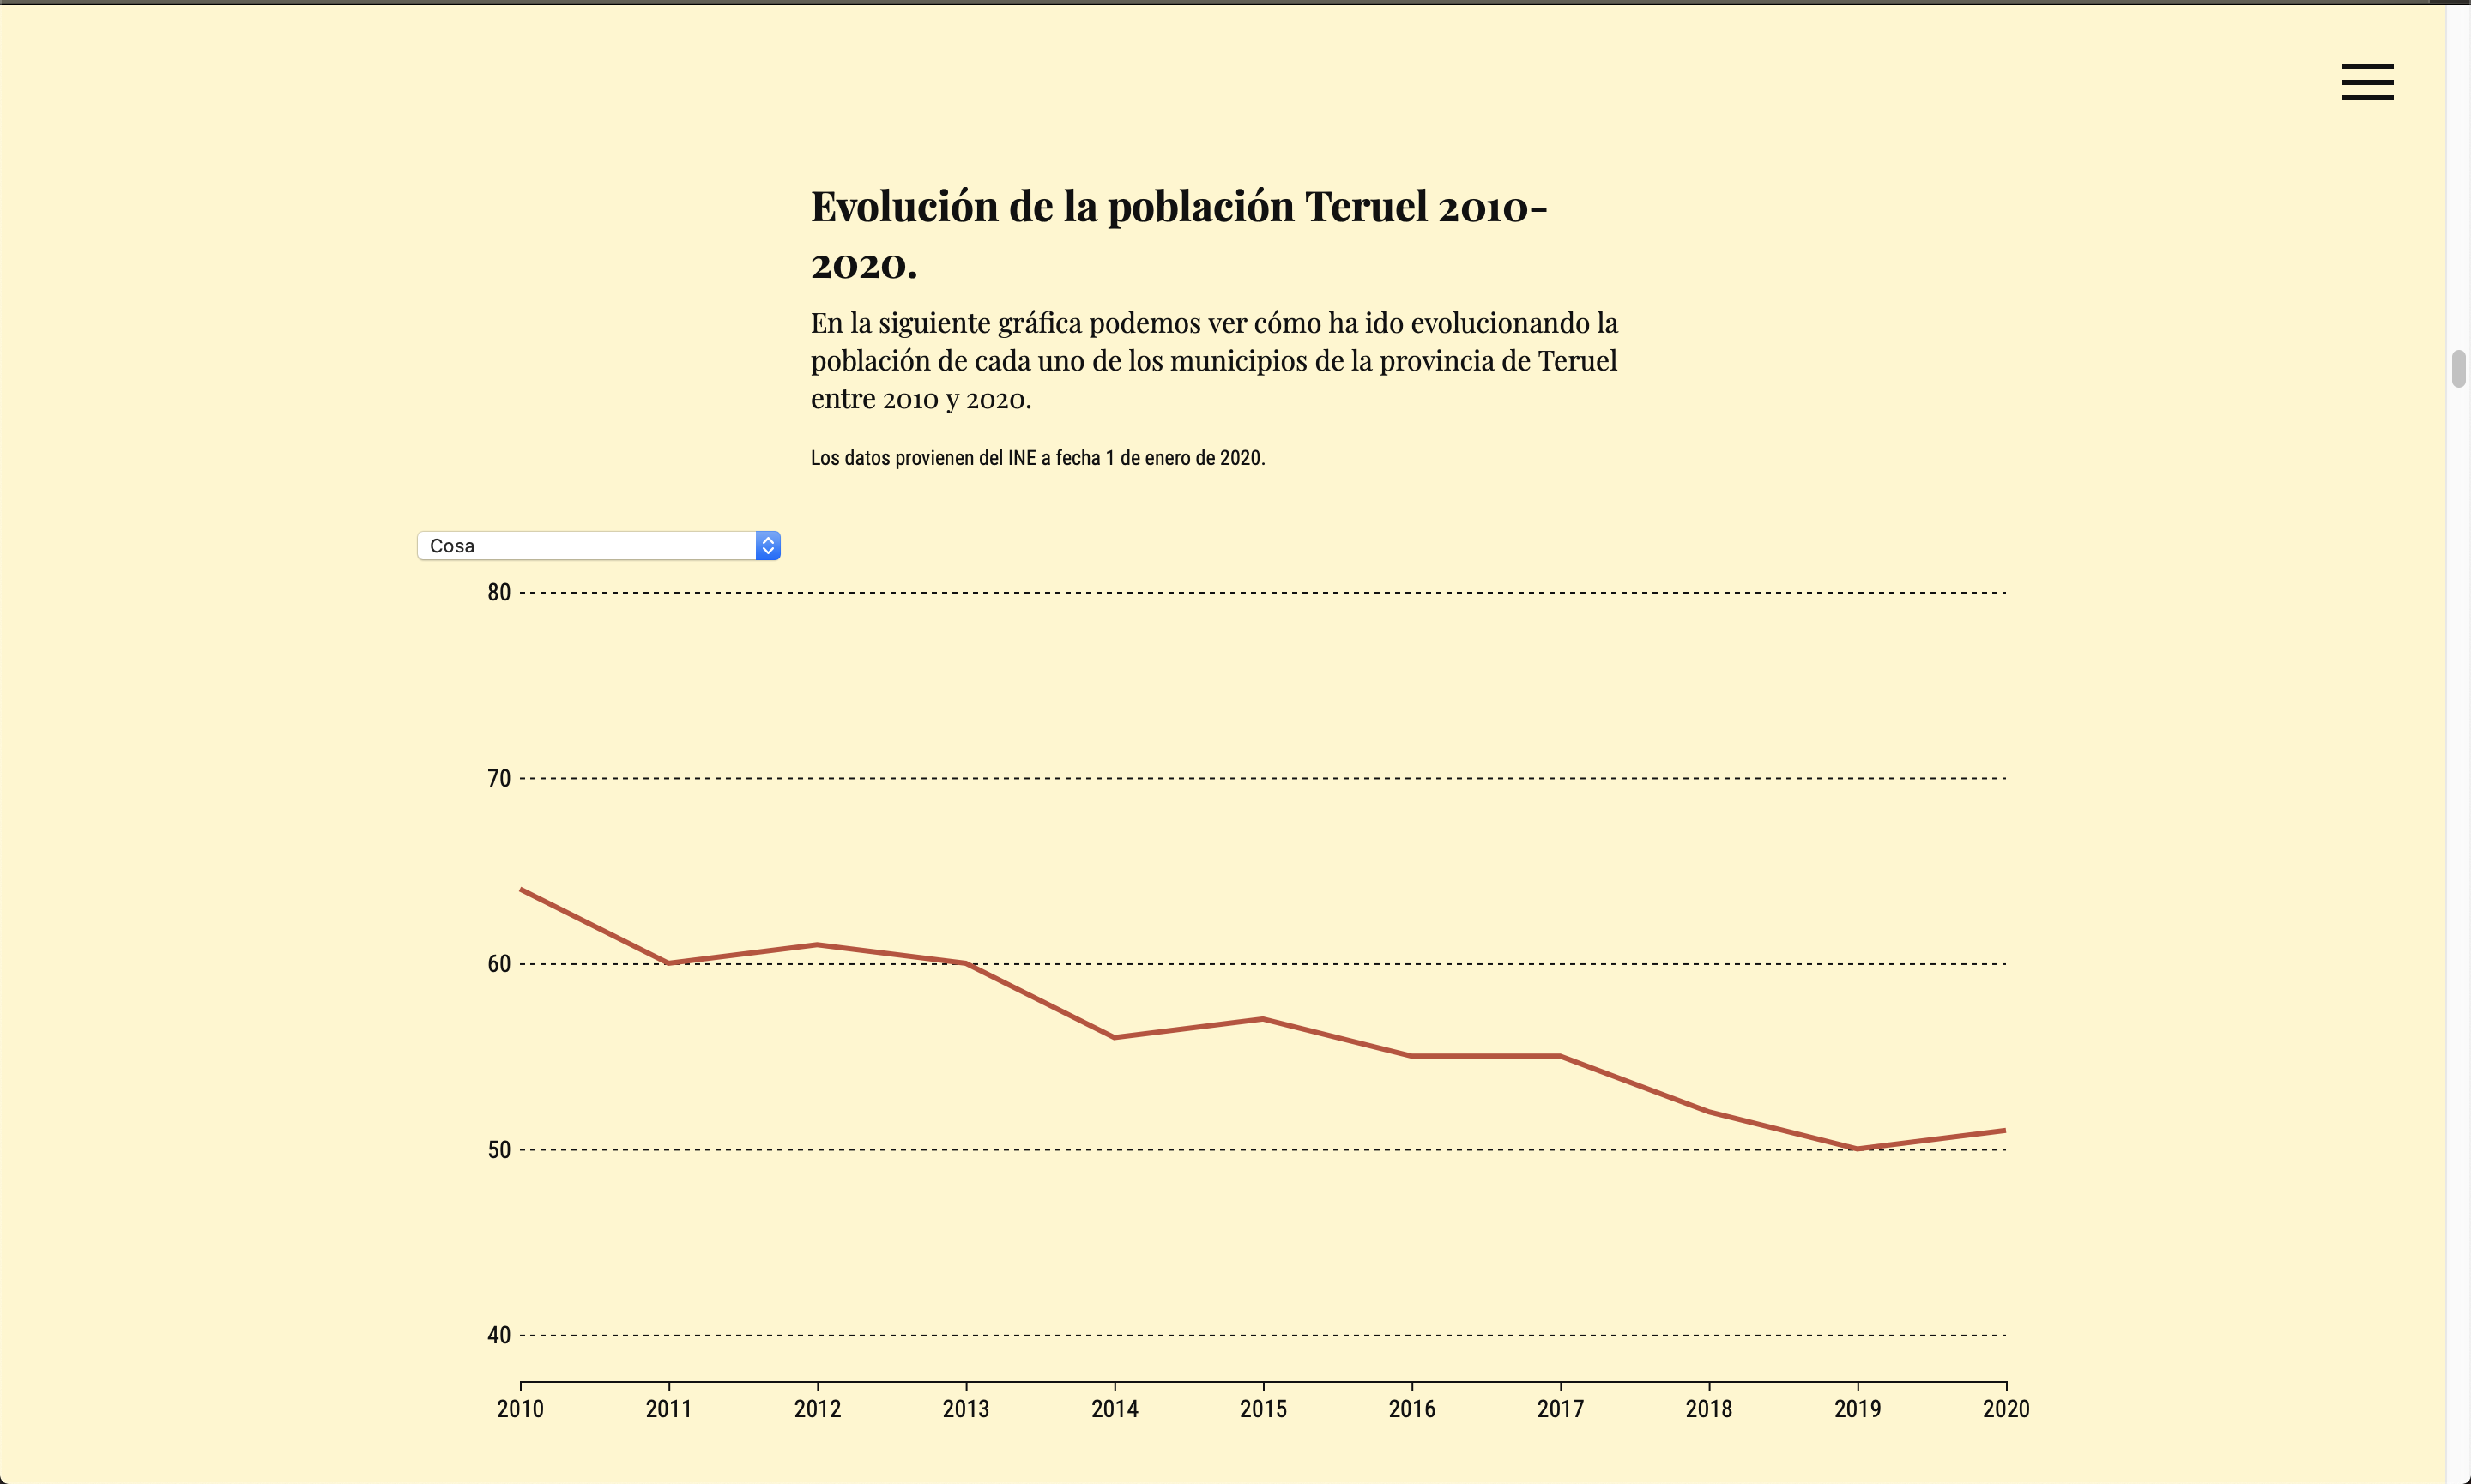 Evolución de la población Teruel 2010-
2020.
En la siguiente gráfica podemos ver cómo ha ido evolucionando la
población de cada uno de los municipios de la provincia de Teruel
entre 2010 y 2020.
Los datos provienen del INE a fecha 1 de enero de 2020.
Cosa
80
70
60
50
40
2010 2011 2012 2013 2014 2015 2016 2017 2018 2019 2020